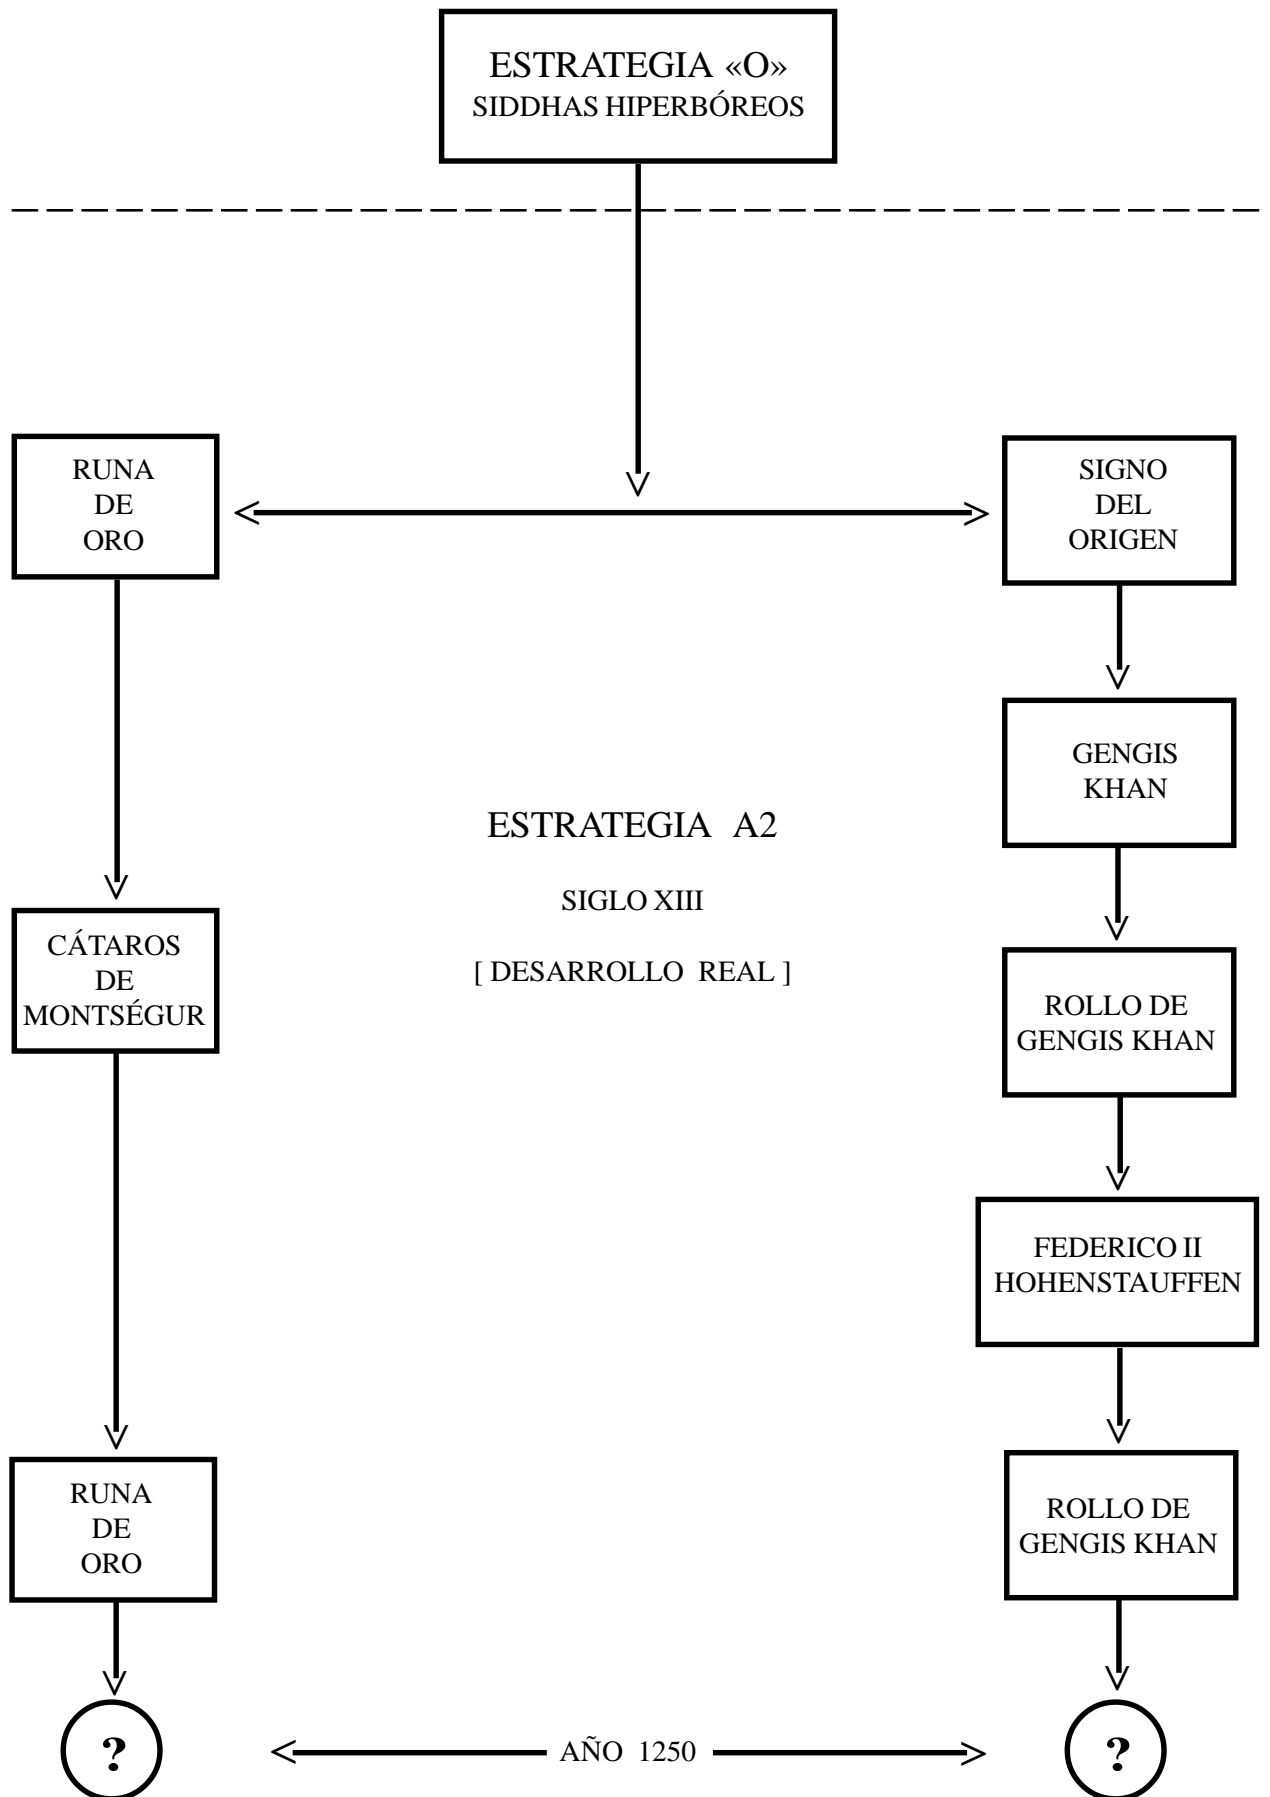 ESTRATEGIA «O»
SIDDHAS HIPERBÓREOS
RUNA
DE
ORO
SIGNO
DEL
ORIGEN
GENGIS
KHAN
ESTRATEGIA A2
SIGLO XIII
[ DESARROLLO REAL ]
CÁTAROS
DE
MONTSÉGUR
ROLLO DE
GENGIS KHAN
FEDERICO II
HOHENSTAUFFEN
RUNA
DE
ORO
ROLLO DE
GENGIS KHAN
?
AÑO 1250
?